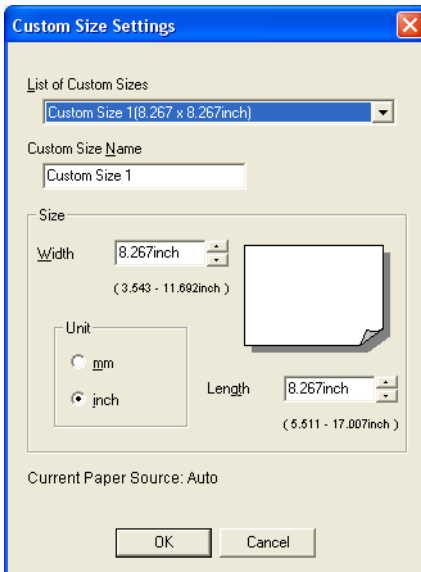 Custom Size Settings
List of Custom Sizes
Custom Size 1(8.267 x 8.267inch)
Custom Size Name
Custom Size 1
Size
Width 8.267inch
( 3.543 - 11.692inch )
Unit
mm
inch
Length 8.267inch
( 5.511 - 17.007inch )
Current Paper Source: Auto
OK Cancel